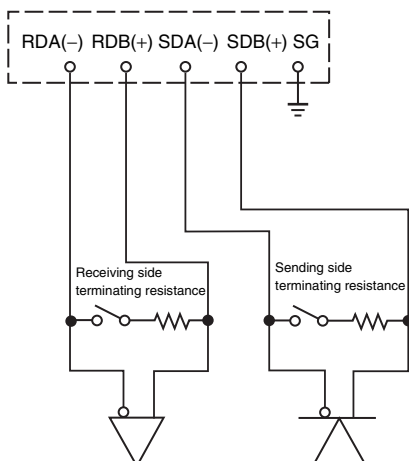 RDA(−) RDB(+) SDA(−) SDB(+) SG
Receiving side
terminating resistance
Sending side
terminating resistance